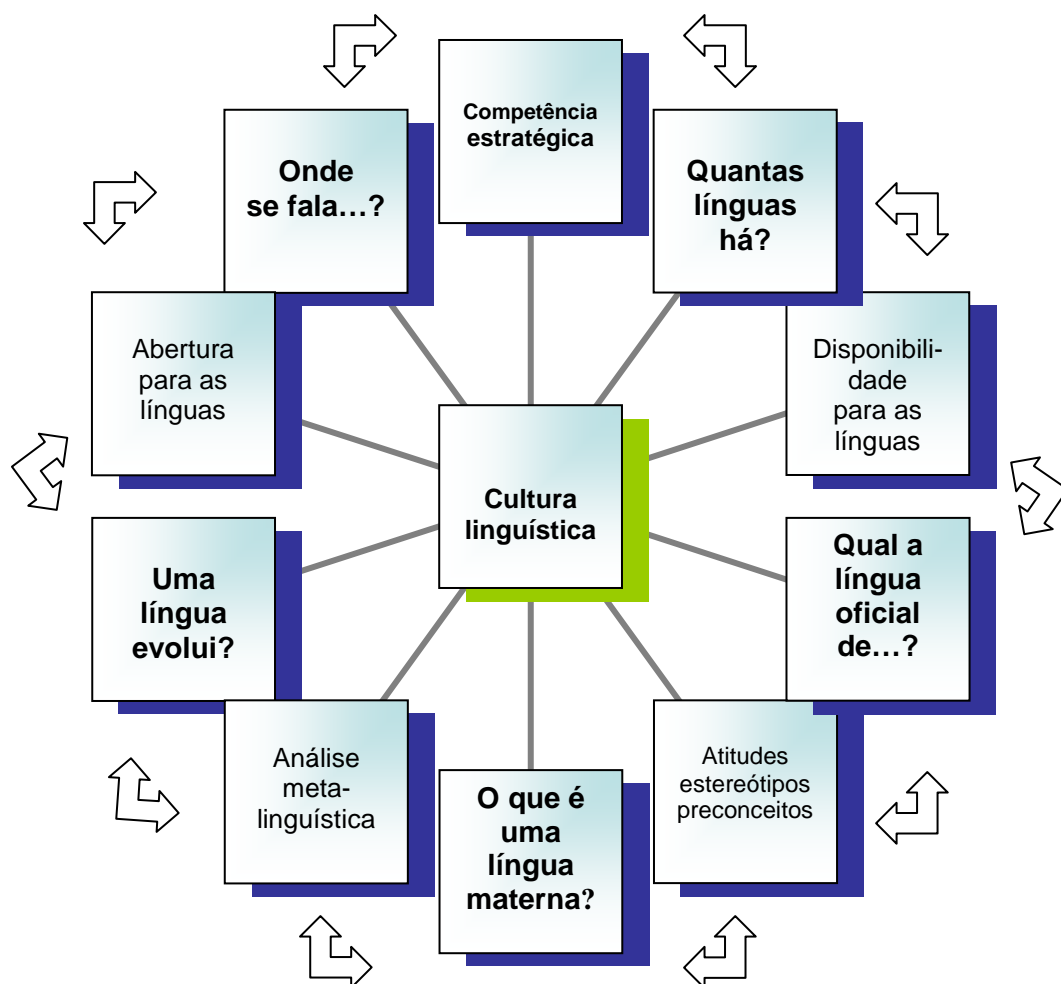 Competência
estratégica
Onde
se fala…?
Quantas
línguas
há?
Abertura
para as
línguas
Disponibili-
dade
para as
línguas
Cultura
linguística
Uma
língua
evolui?
Qual a
língua
oficial
de…?
Análise
meta-
linguística
O que é
uma
língua
materna?
Atitudes
estereótipos
preconceitos